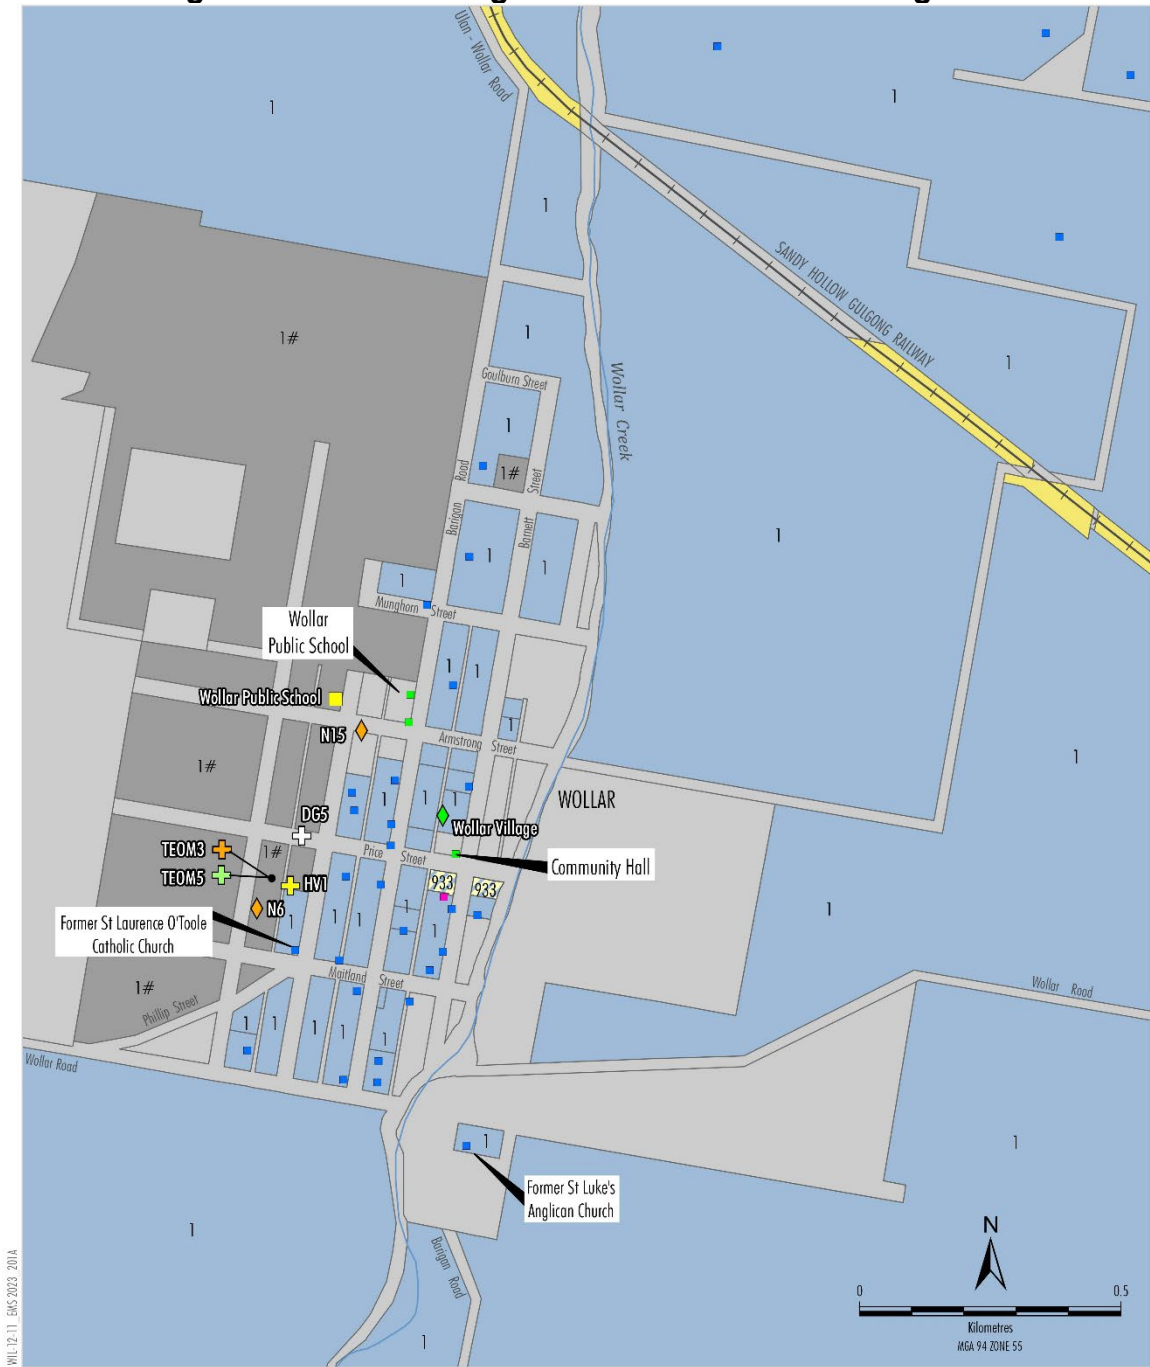 Ulan - Wollar Road
1
1
1
SANDY HOLLOW GULGONG RAILWAY
1#
1
1
Goulburn Street
Wollar Creek
1
1#
Barigan Road
Barnett Street
1
1
1
1
Munghorn Street
Wollar
Public School
1
1
Wollar Public School
N15
1
Armstrong Street
1
1#
WOLLAR
1
1
1
DG5
Wollar Village
TEOM3
1#
Price Street
Community Hall
TEOM5
HV1
933
933
N6
Former St Laurence O'Toole
Catholic Church
1
1
1
1
1
1
Maitland Street
1#
Phillip Street
Wollar Road
1
1
1
1
1
Wollar Road
1
1
Former St Luke's
Anglican Church
1
Barigan Road
1
N
0
0.5
Kilometres
MGA 94 ZONE 55
WIL-12-11_EMS 2023_201A